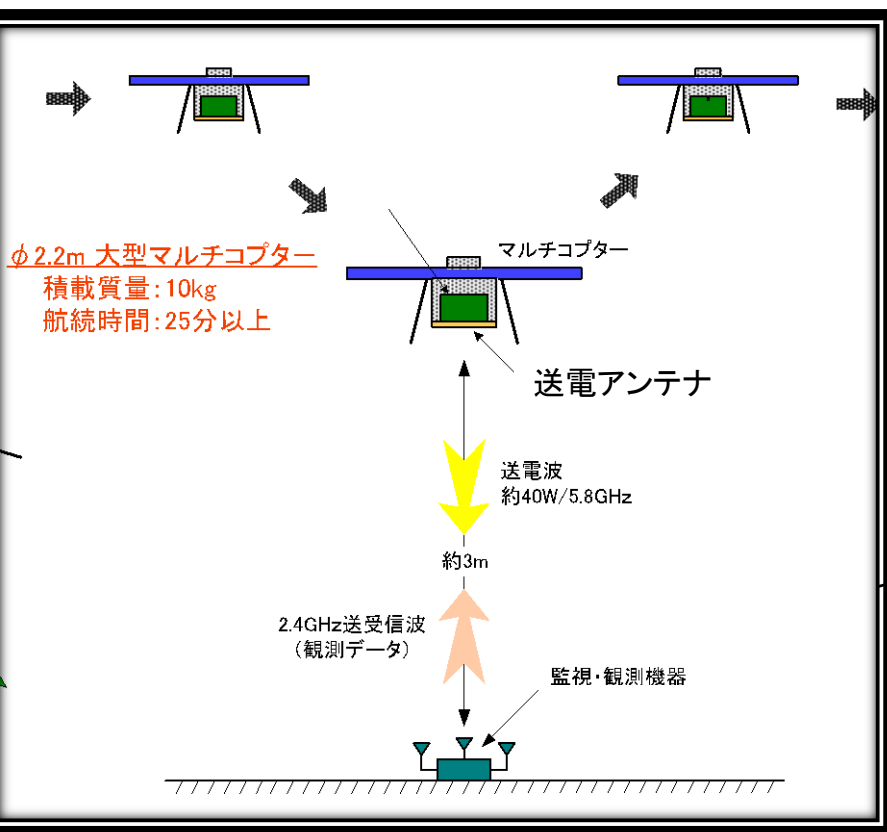 マルチコプター
φ2.2m 大型マルチコプター
積載質量:10kg
航続時間:25分以上
送電アンテナ
送電波
約40W/5.8GHz
約3m
2.4GHz送受信波
(観測データ)
監視・観測機器